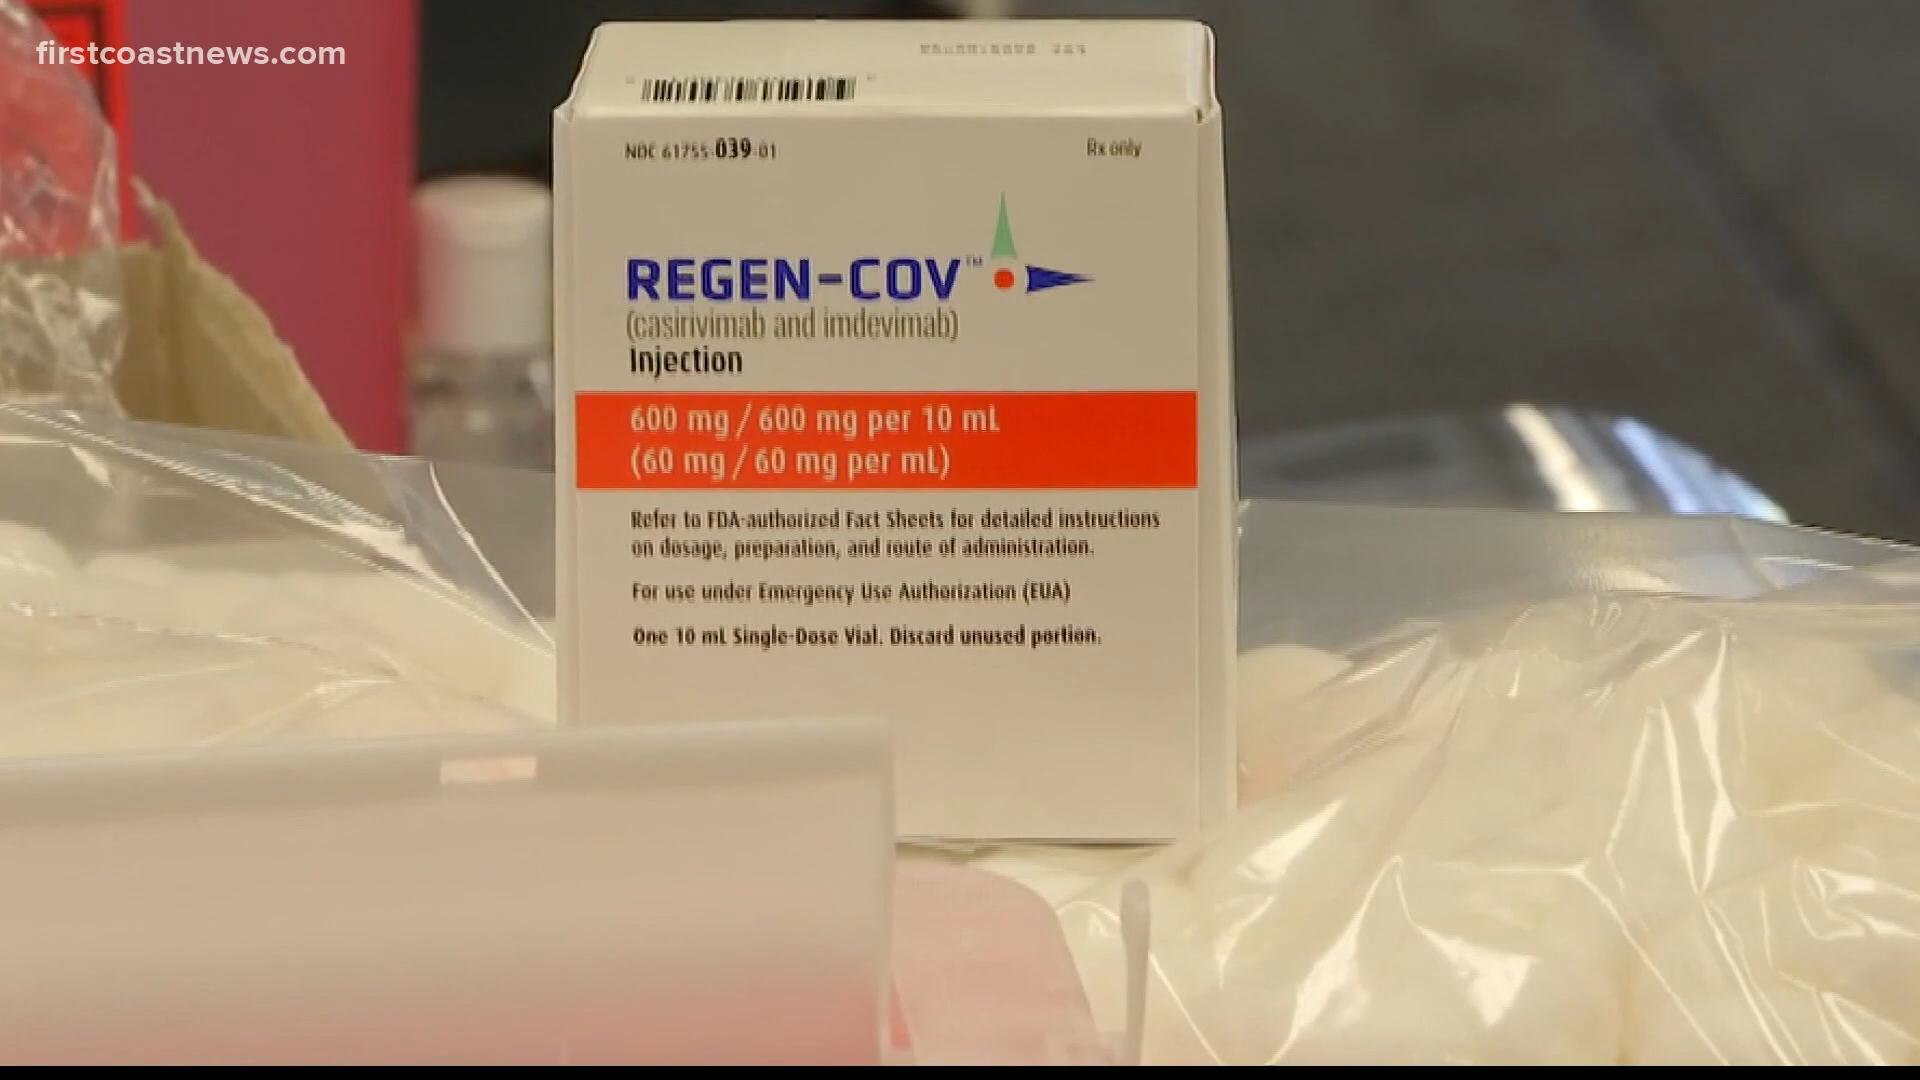 firstcoastnews.com
NDC 61755-039-01
Rx only
REGEN-COV™
(casirivimab and imdevimab)
Injection
600 mg / 600 mg per 10 mL
(60 mg / 60 mg per mL)
Refer to FDA-authorized Fact Sheets for detailed instructions
on dosage, preparation, and route of administration.
For use under Emergency Use Authorization (EUA)
One 10 mL Single-Dose Vial. Discard unused portion.